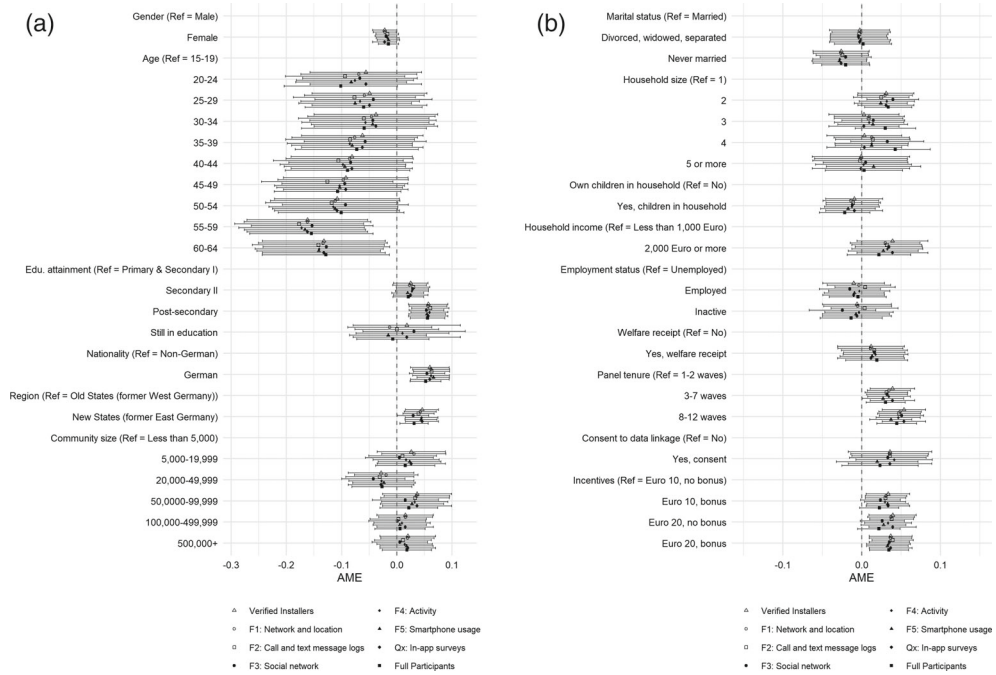 (a)
Gender (Ref = Male)
Female
Age (Ref = 15-19)
20-24
25-29
30-34
35-39
40-44
45-49
50-54
55-59
60-64
Edu. attainment (Ref = Primary & Secondary I)
Secondary II
Post-secondary
Still in education
Nationality (Ref = Non-German)
German
Region (Ref = Old States (former West Germany))
New States (former East Germany)
Community size (Ref = Less than 5,000)
5,000-19,999
20,000-49,999
50,0000-99,999
100,000-499,999
500,000+
-0.3 -0.2 -0.1 0.0 0.1
AME
Verified Installers
F1: Network and location
F2: Call and text message logs
F3: Social network
F4: Activity
F5: Smartphone usage
Qx: In-app surveys
Full Participants
(b)
Marital status (Ref = Married)
Divorced, widowed, separated
Never married
Household size (Ref = 1)
2
3
4
5 or more
Own children in household (Ref = No)
Yes, children in household
Household income (Ref = Less than 1,000 Euro)
2,000 Euro or more
Employment status (Ref = Unemployed)
Employed
Inactive
Welfare receipt (Ref = No)
Yes, welfare receipt
Panel tenure (Ref = 1-2 waves)
3-7 waves
8-12 waves
Consent to data linkage (Ref = No)
Yes, consent
Incentives (Ref = Euro 10, no bonus)
Euro 10, bonus
Euro 20, no bonus
Euro 20, bonus
-0.1 0.0 0.1
AME
Verified Installers
F1: Network and location
F2: Call and text message logs
F3: Social network
F4: Activity
F5: Smartphone usage
Qx: In-app surveys
Full Participants